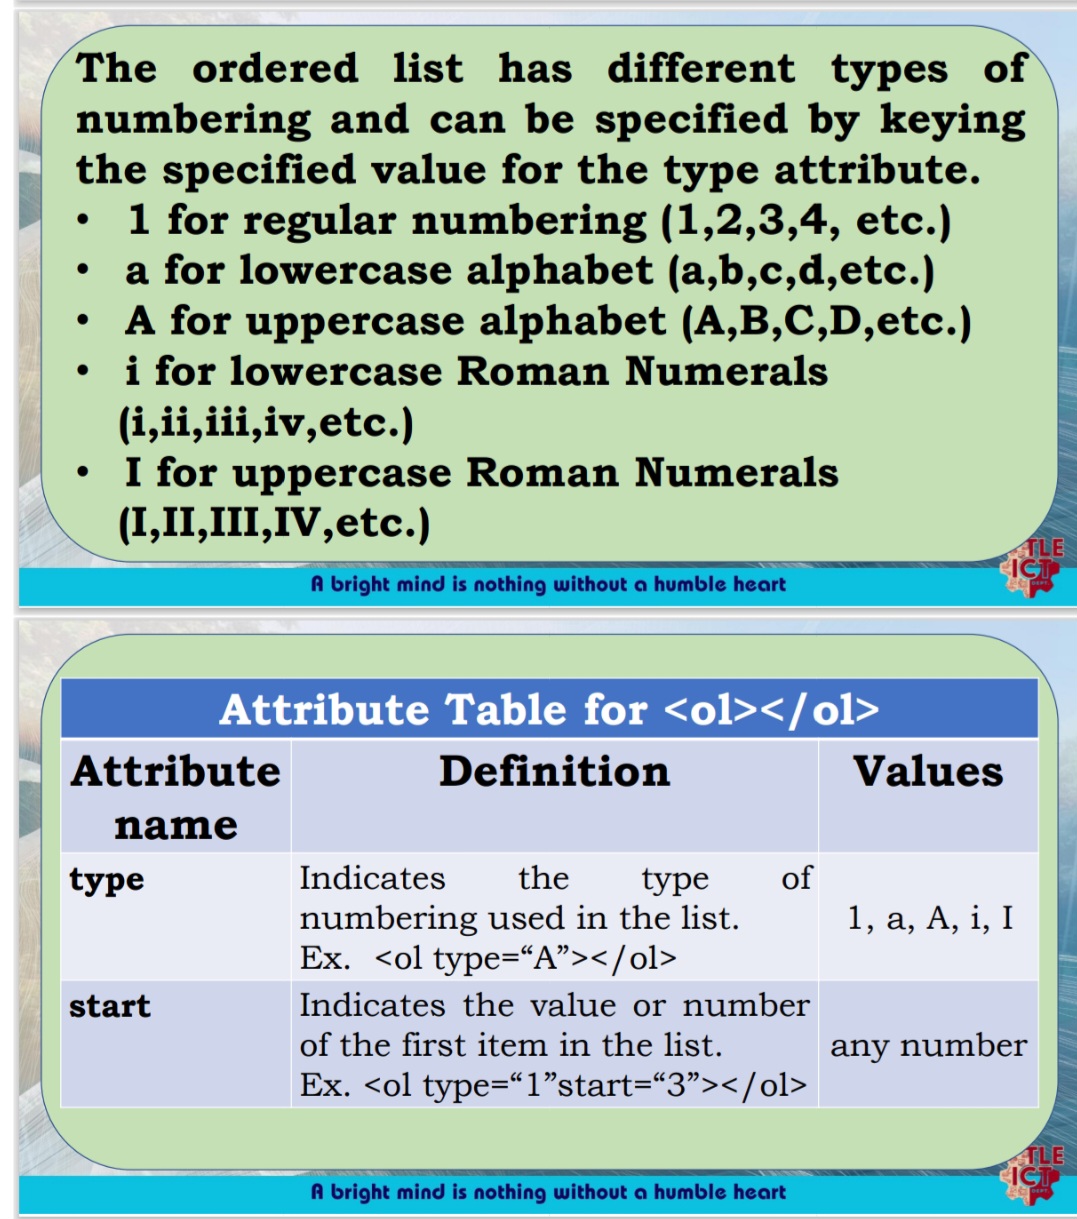 The ordered list has different types of
numbering and can be specified by keying
the specified value for the type attribute.
• 1 for regular numbering (1,2,3,4, etc.)
• a for lowercase alphabet (a,b,c,d,etc.)
• A for uppercase alphabet (A,B,C,D,etc.)
• i for lowercase Roman Numerals
(i,ii,iii,iv,etc.)
• I for uppercase Roman Numerals
(I,II,III,IV,etc.)
TLE
ICT
DEPT.
A bright mind is nothing without a humble heart
Attribute Table for <ol></ol>
Attribute name
Definition
Values
type
Indicates the type of
numbering used in the list.
Ex. <ol type=“A”></ol>
1, a, A, i, I
start
Indicates the value or number
of the first item in the list.
Ex. <ol type=“1”start=“3”></ol>
any number
TLE
ICT
DEPT.
A bright mind is nothing without a humble heart